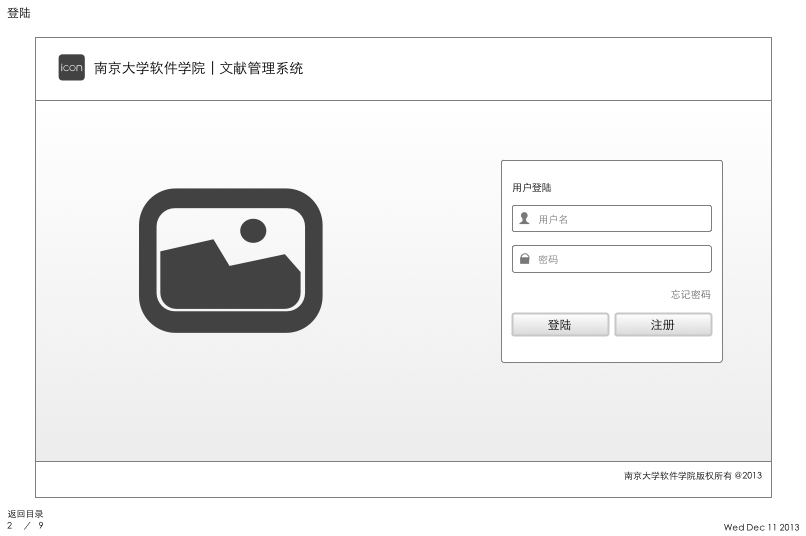 登陆
icon 南京大学软件学院丨文献管理系统
用户登陆
用户名
密码
忘记密码
登陆 注册
南京大学软件学院版权所有 @2013
返回目录
2 / 9
Wed Dec 11 2013